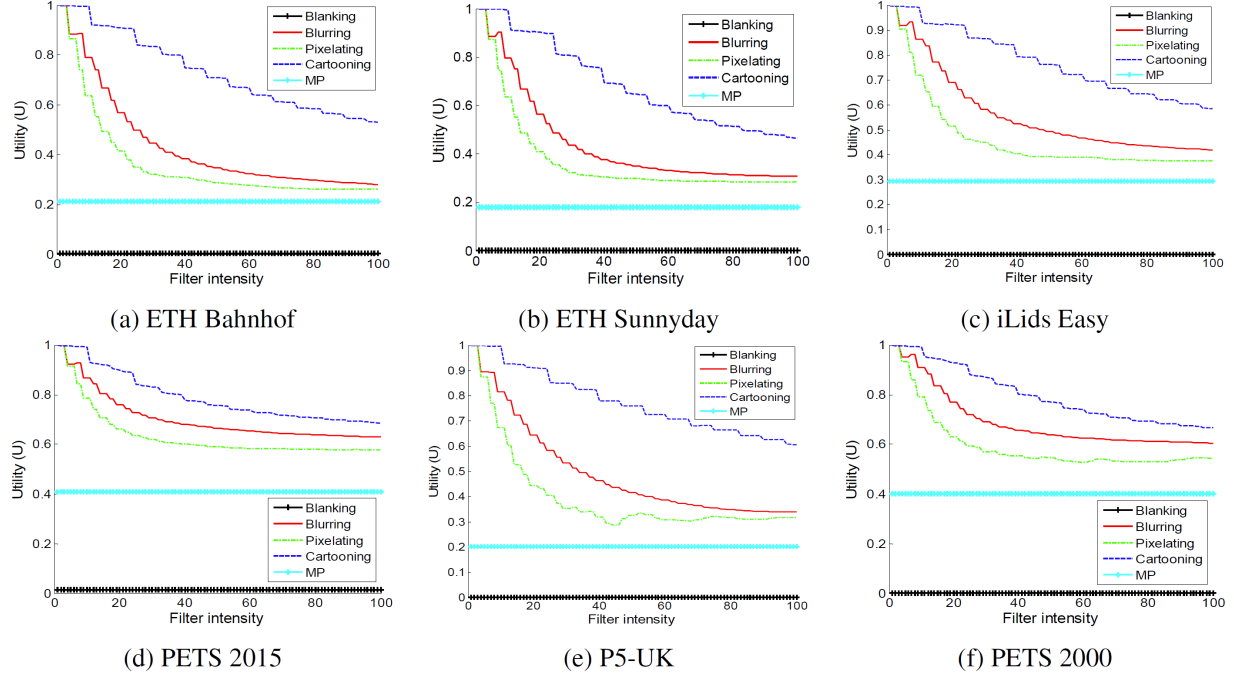 1
0.8
0.6
0.4
0.2
0
Utility (U)
0 20 40 60 80 100
Filter intensity
Blanking
Blurring
Pixelating
Cartooning
MP
(a) ETH Bahnhof
1
0.8
0.6
0.4
0.2
0
Utility (U)
0 20 40 60 80 100
Filter intensity
Blanking
Blurring
Pixelating
Cartooning
MP
(b) ETH Sunnyday
1
0.9
0.8
0.7
0.6
0.5
0.4
0.3
0.2
0.1
0
Utility (U)
0 20 40 60 80 100
Filter intensity
Blanking
Blurring
Pixelating
Cartooning
MP
(c) iLids Easy
1
0.8
0.6
0.4
0.2
0
Utility (U)
0 20 40 60 80 100
Filter intensity
Blanking
Blurring
Pixelating
Cartooning
MP
(d) PETS 2015
1
0.9
0.8
0.7
0.6
0.5
0.4
0.3
0.2
0.1
0
Utility (U)
0 20 40 60 80 100
Filter intensity
Blanking
Blurring
Pixelating
Cartooning
MP
(e) P5-UK
1
0.8
0.6
0.4
0.2
0
Utility (U)
0 20 40 60 80 100
Filter intensity
Blanking
Blurring
Pixelating
Cartooning
MP
(f) PETS 2000